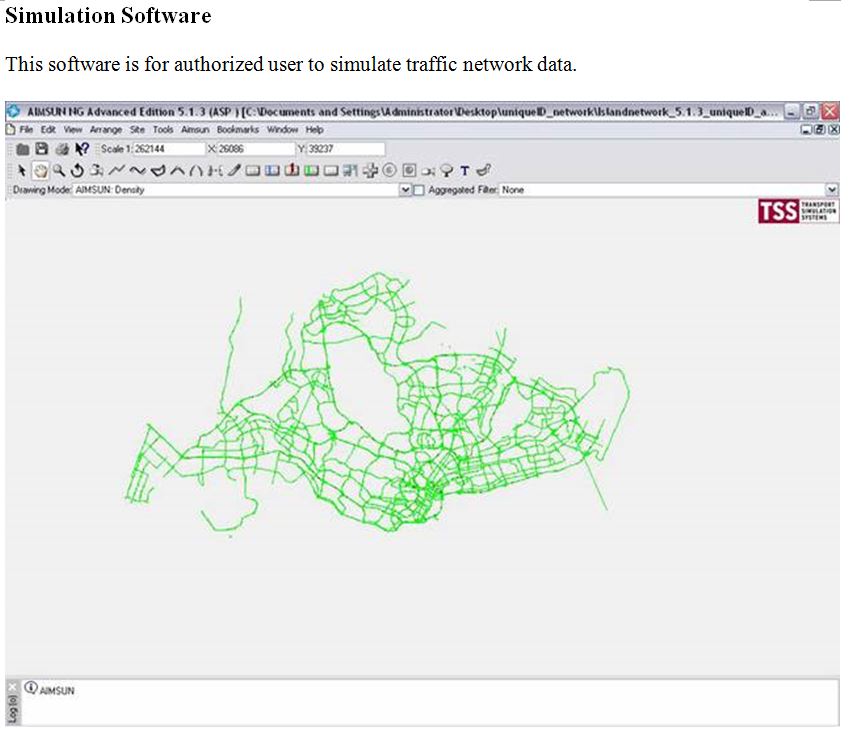 Simulation Software
This software is for authorized user to simulate traffic network data.
AIMSUN NG Advanced Edition 5.1.3 (ASP ) [C:\Documents and Settings\Administrator\Desktop\uniqueID_network\Islandnetwork_5.1.3_uniqueID_a...
File Edit View Arrange Site Tools Aimsun Bookmarks Window Help
Scale 1: 262144 X: 26086 Y: 39237
Drawing Mode: AIMSUN: Density Aggregated Filter: None
TSS TRANSPORT
SIMULATION
SYSTEMS
AIMSUN
Log [o]